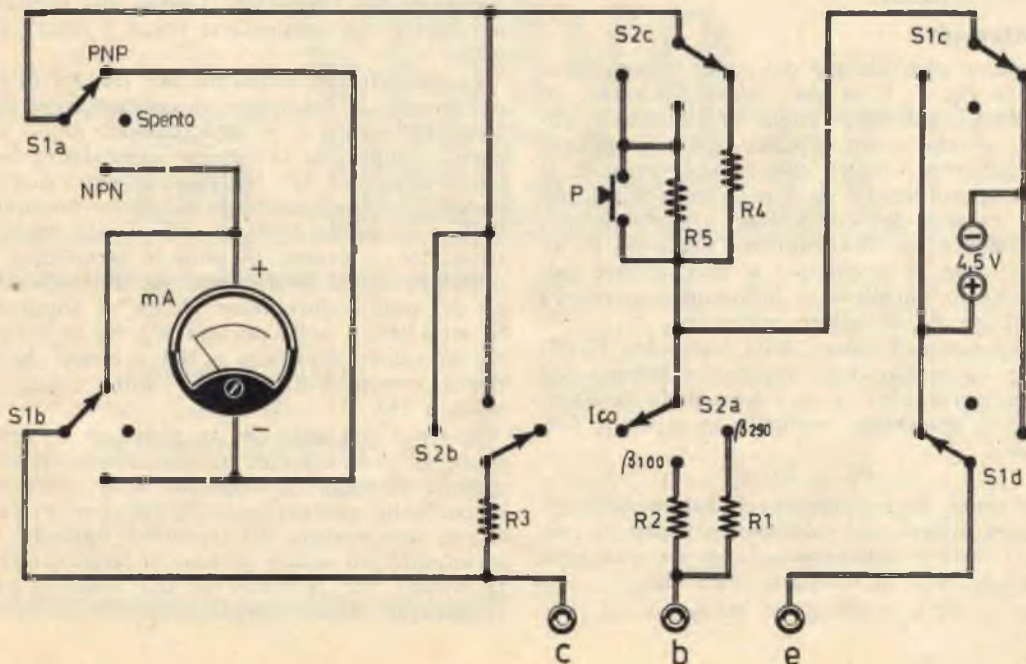 S2c
S1c
PNP
Spento
S1a
NPN
P
R5
R4
−
4,5 V
+
+
mA
−
S1b
S2b
R3
Ico
S2a
β100
β250
R2
R1
S1d
c
b
e